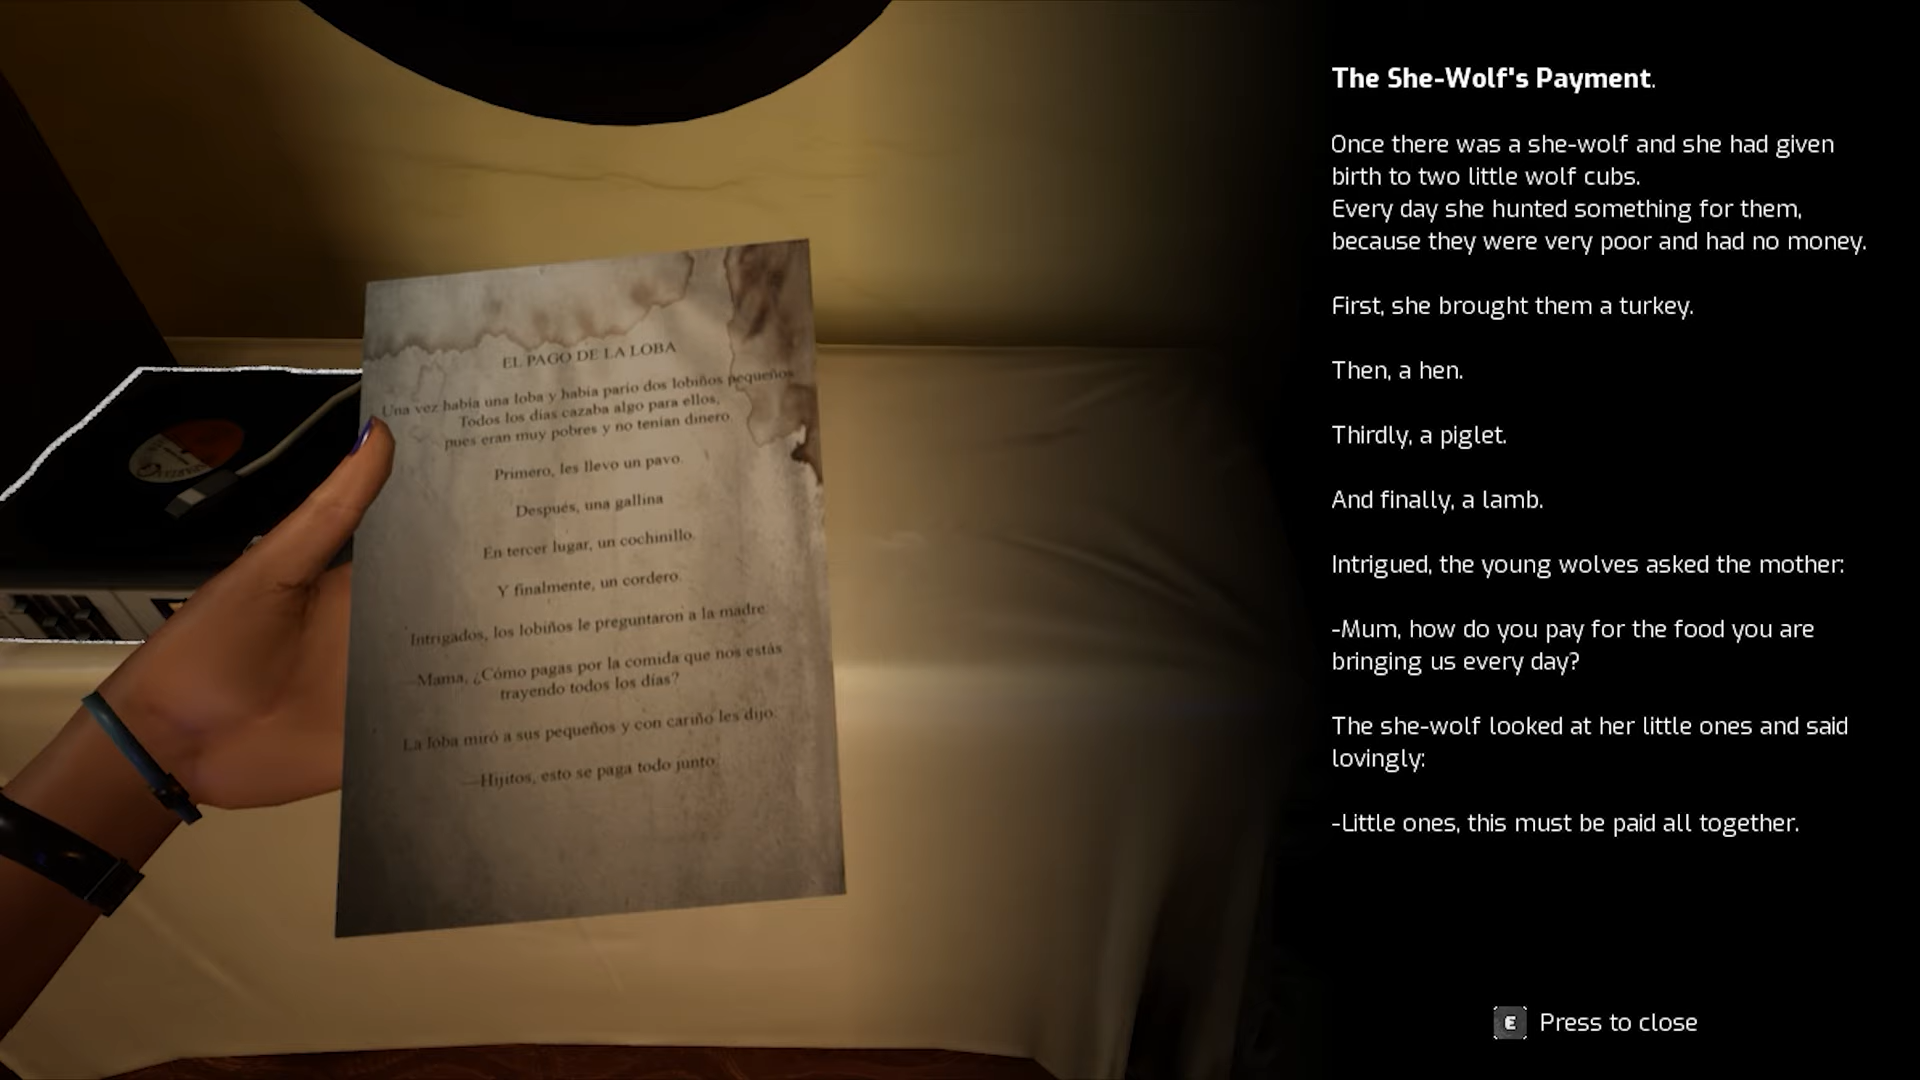 EL PAGO DE LA LOBA
Una vez había una loba y había parío dos lobiños pequeños
Todos los días cazaba algo para ellos,
pues eran muy pobres y no tenían dinero.
Primero, les llevo un pavo.
Después, una gallina
En tercer lugar, un cochinillo.
Y finalmente, un cordero.
Intrigados, los lobiños le preguntaron a la madre:
—Mama, ¿Cómo pagas por la comida que nos estás
trayendo todos los días?
La loba miró a sus pequeños y con cariño les dijo:
—Hijitos, esto se paga todo junto.
The She-Wolf's Payment.
Once there was a she-wolf and she had given
birth to two little wolf cubs.
Every day she hunted something for them,
because they were very poor and had no money.
First, she brought them a turkey.
Then, a hen.
Thirdly, a piglet.
And finally, a lamb.
Intrigued, the young wolves asked the mother:
-Mum, how do you pay for the food you are
bringing us every day?
The she-wolf looked at her little ones and said
lovingly:
-Little ones, this must be paid all together.
E Press to close